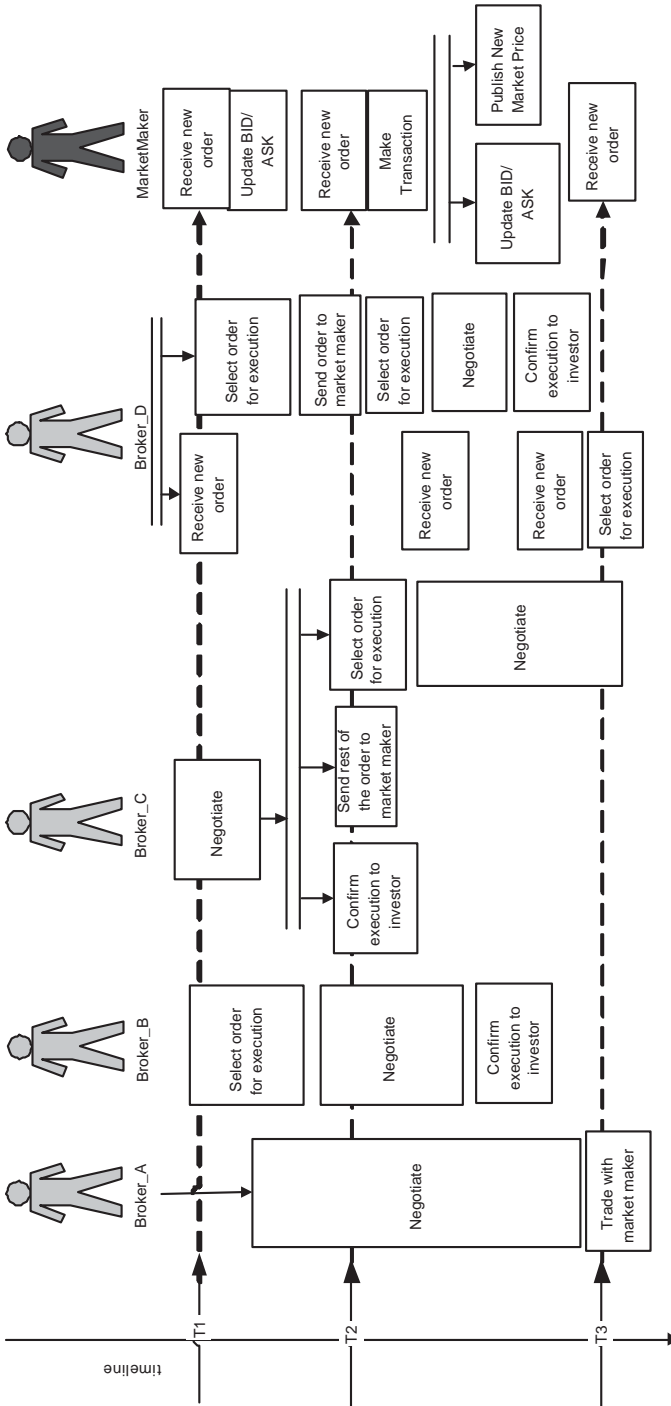 timeline
T1
T2
T3
Broker_A
Negotiate
Trade with
market maker
Broker_B
Select order
for execution
Negotiate
Confirm
execution to
investor
Broker_C
Negotiate
Confirm
execution to
investor
Send rest of
the order to
market maker
Select order
for execution
Negotiate
Broker_D
Receive new
order
Select order
for execution
Send order to
market maker
Select order
for execution
Receive new
order
Negotiate
Receive new
order
Confirm
execution to
investor
Select order
for execution
MarketMaker
Receive new
order
Update BID/
ASK
Receive new
order
Make
Transaction
Update BID/
ASK
Publish New
Market Price
Receive new
order